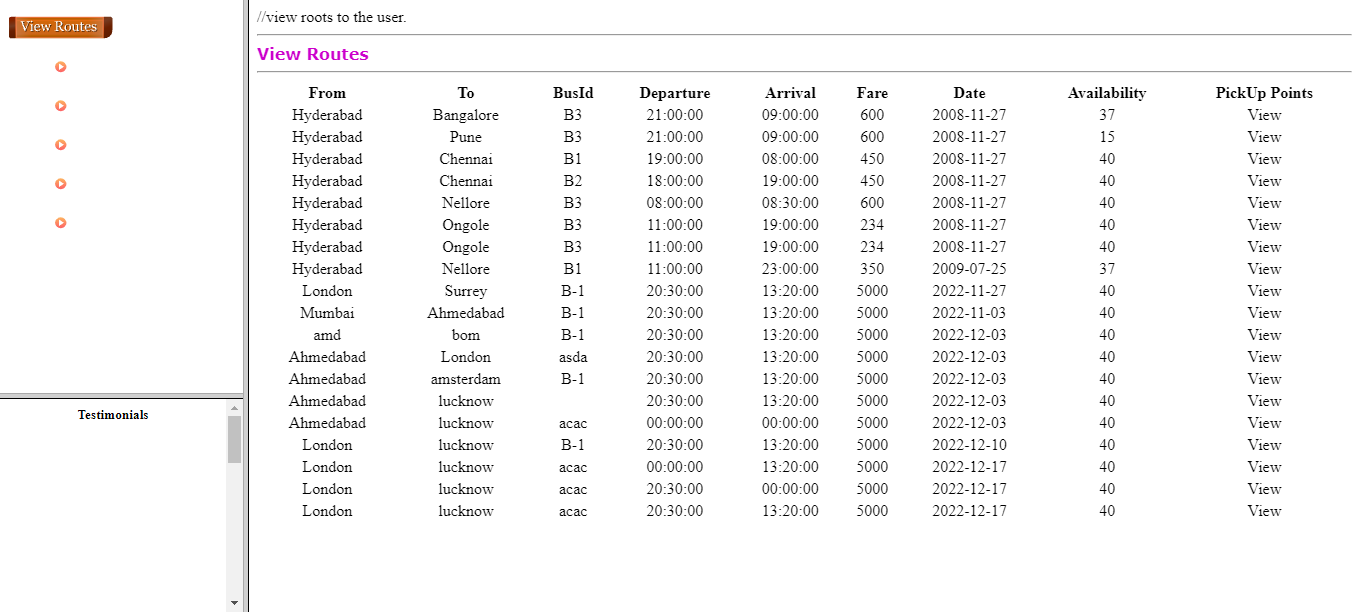 View Routes
Testimonials
//view roots to the user.
View Routes
From To BusId Departure Arrival Fare Date Availability PickUp Points
Hyderabad Bangalore B3 21:00:00 09:00:00 600 2008-11-27 37 View
Hyderabad Pune B3 21:00:00 09:00:00 600 2008-11-27 15 View
Hyderabad Chennai B1 19:00:00 08:00:00 450 2008-11-27 40 View
Hyderabad Chennai B2 18:00:00 19:00:00 450 2008-11-27 40 View
Hyderabad Nellore B3 08:00:00 08:30:00 600 2008-11-27 40 View
Hyderabad Ongole B3 11:00:00 19:00:00 234 2008-11-27 40 View
Hyderabad Ongole B3 11:00:00 19:00:00 234 2008-11-27 40 View
Hyderabad Nellore B1 11:00:00 23:00:00 350 2009-07-25 37 View
London Surrey B-1 20:30:00 13:20:00 5000 2022-11-27 40 View
Mumbai Ahmedabad B-1 20:30:00 13:20:00 5000 2022-11-03 40 View
amd bom B-1 20:30:00 13:20:00 5000 2022-12-03 40 View
Ahmedabad London asda 20:30:00 13:20:00 5000 2022-12-03 40 View
Ahmedabad amsterdam B-1 20:30:00 13:20:00 5000 2022-12-03 40 View
Ahmedabad lucknow 20:30:00 13:20:00 5000 2022-12-03 40 View
Ahmedabad lucknow acac 00:00:00 00:00:00 5000 2022-12-03 40 View
London lucknow B-1 20:30:00 13:20:00 5000 2022-12-10 40 View
London lucknow acac 00:00:00 13:20:00 5000 2022-12-17 40 View
London lucknow acac 20:30:00 00:00:00 5000 2022-12-17 40 View
London lucknow acac 20:30:00 13:20:00 5000 2022-12-17 40 View